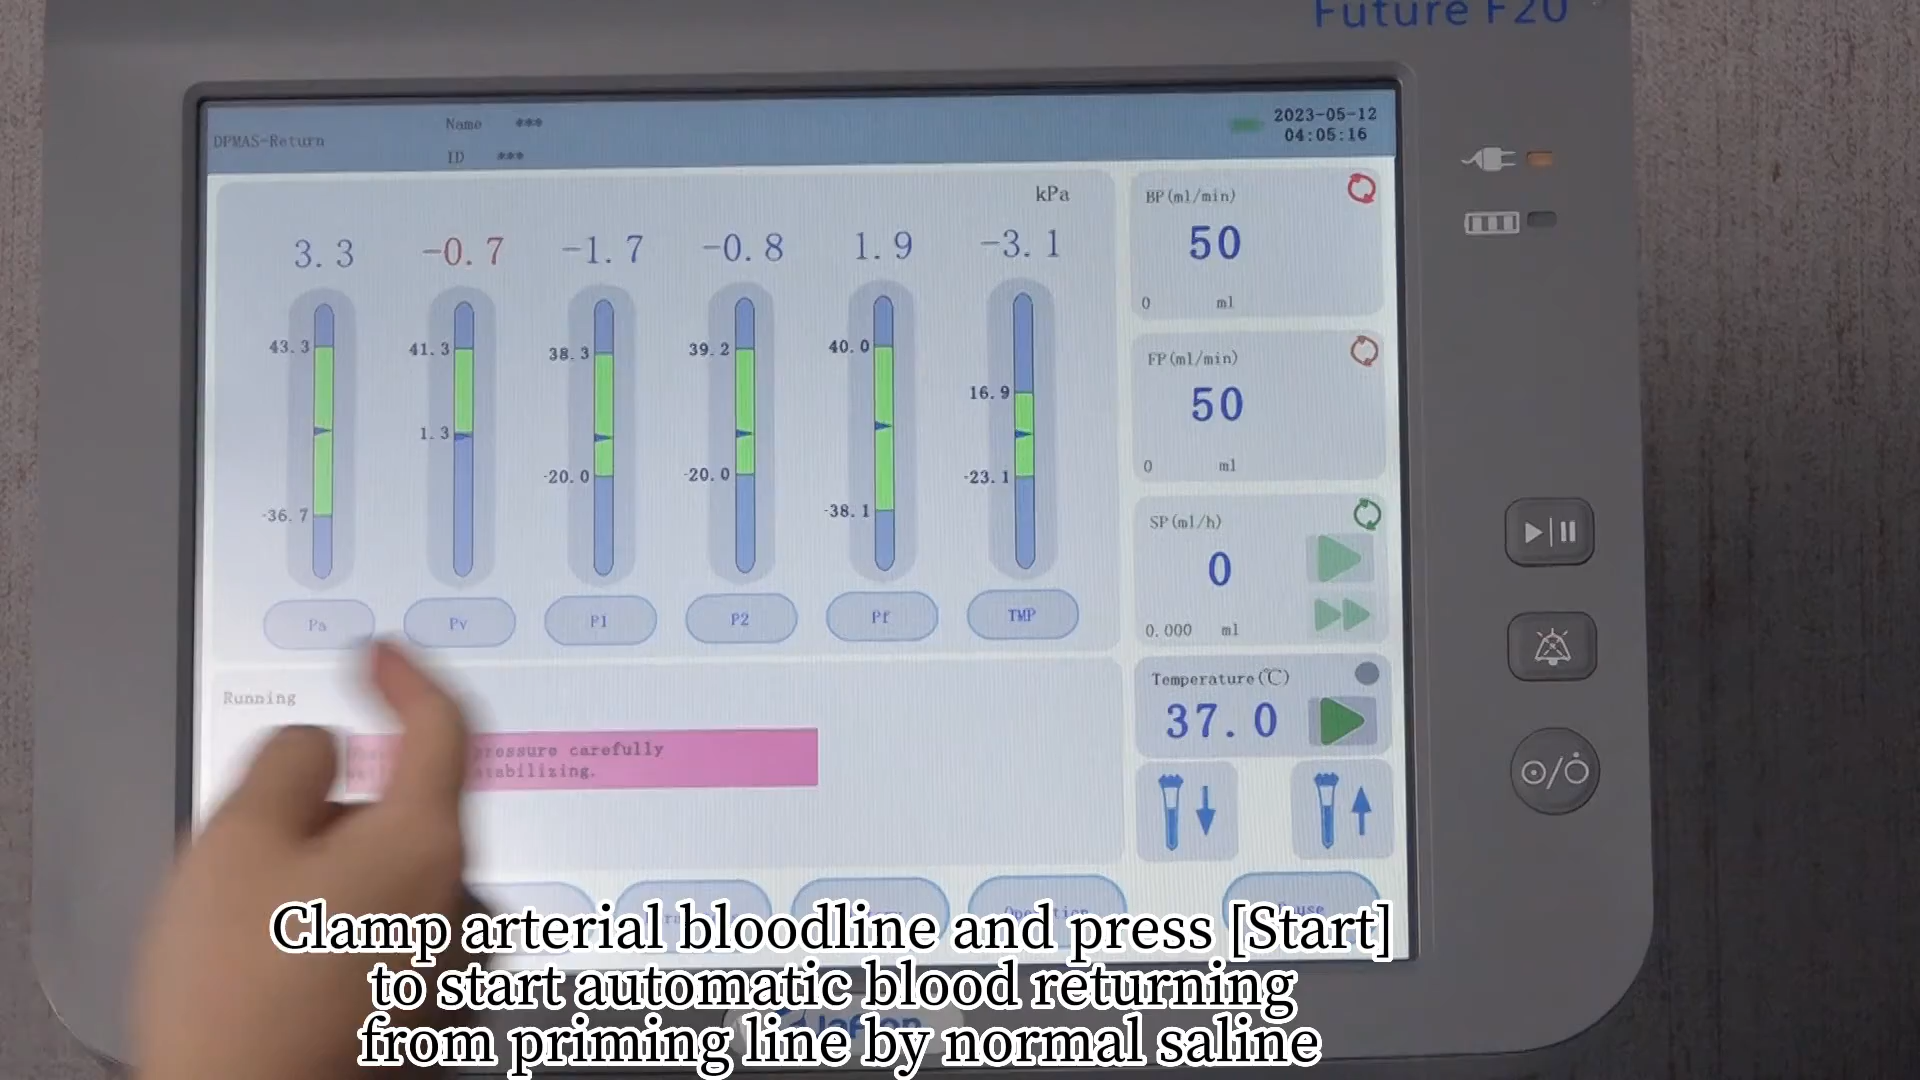 Future F20
DPMAS-Return
Name ***
ID ***
2023-05-12
04:05:16
kPa
3.3 -0.7 -1.7 -0.8 1.9 -3.1
43.3 41.3 38.3 39.2 40.0 16.9
1.3
-36.7 -20.0 -20.0 -38.1 -23.1
Pa Pv P1 P2 Pf TMP
BP(ml/min)
50
0 ml
FP(ml/min)
50
0 ml
SP(ml/h)
0
0.000 ml
Temperature(℃)
37.0
Running
pressure carefully
stabilizing.
Operation
Pause
Clamp arterial bloodline and press [Start]
to start automatic blood returning
from priming line by normal saline